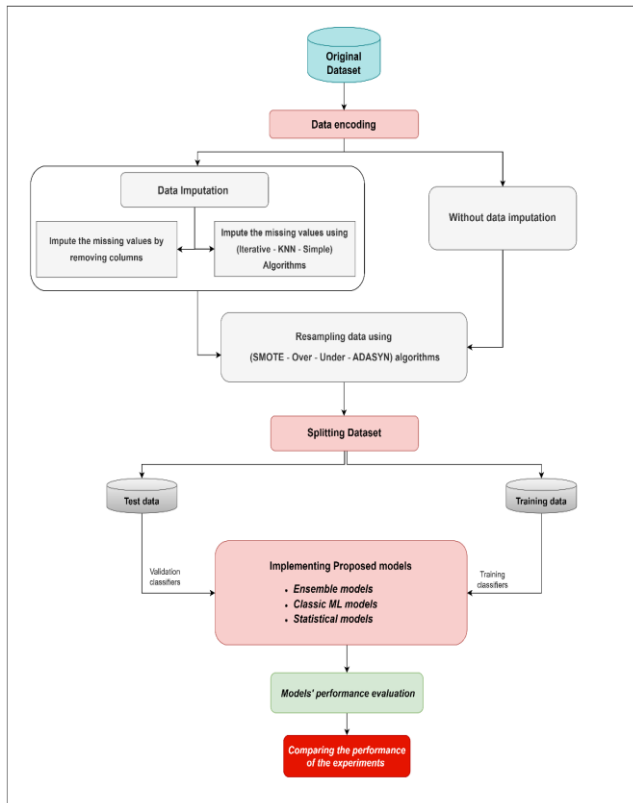 Original
Dataset
Data encoding
Data Imputation
Impute the missing values by
removing columns
Impute the missing values using
(Iterative - KNN - Simple)
Algorithms
Without data imputation
Resampling data using
(SMOTE - Over - Under - ADASYN) algorithms
Splitting Dataset
Test data
Training data
Validation
classifiers
Implementing Proposed models
• Ensemble models
• Classic ML models
• Statistical models
Training
classifiers
Models' performance evaluation
Comparing the performance
of the experiments